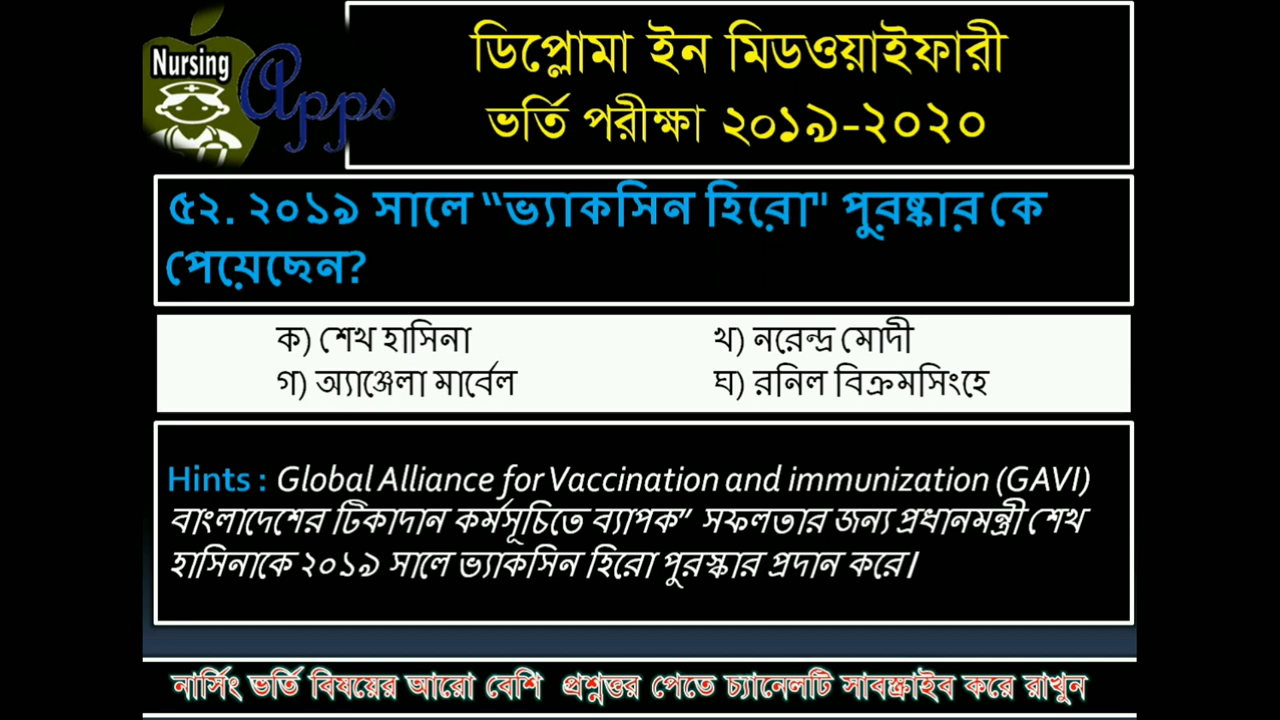 Nursing
Apps
ডিপ্লোমা ইন মিডওয়াইফারী
ভর্তি পরীক্ষা ২০১৯-২০২০
৫২. ২০১৯ সালে “ভ্যাকসিন হিরো" পুরষ্কার কে
পেয়েছেন?
ক) শেখ হাসিনা খ) নরেন্দ্র মোদী
গ) অ্যাঞ্জেলা মার্বেল ঘ) রনিল বিক্রমসিংহে
Hints : Global Alliance for Vaccination and immunization (GAVI)
বাংলাদেশের টিকাদান কর্মসূচিতে ব্যাপক” সফলতার জন্য প্রধানমন্ত্রী শেখ
হাসিনাকে ২০১৯ সালে ভ্যাকসিন হিরো পুরস্কার প্রদান করে।
নার্সিং ভর্তি বিষয়ের আরো বেশি প্রশ্নত্তর পেতে চ্যানেলটি সাবস্ক্রাইব করে রাখুন